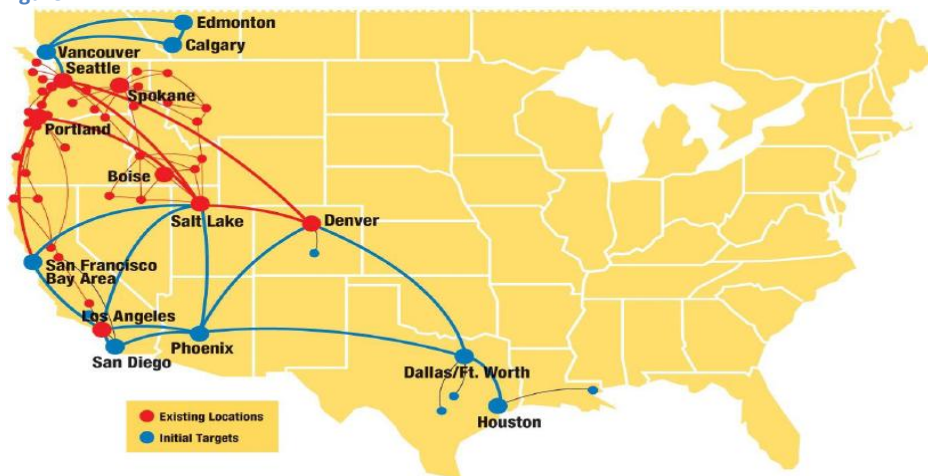 Edmonton
Calgary
Vancouver
Seattle
Spokane
Portland
Boise
Salt Lake
Denver
San Francisco
Bay Area
Los Angeles
San Diego
Phoenix
Dallas/Ft. Worth
Houston
Existing Locations
Initial Targets